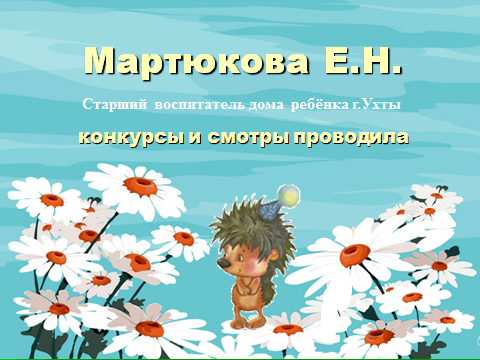 Мартюкова Е.Н.
Старший воспитатель дома ребёнка г.Ухты
конкурсы и смотры проводила